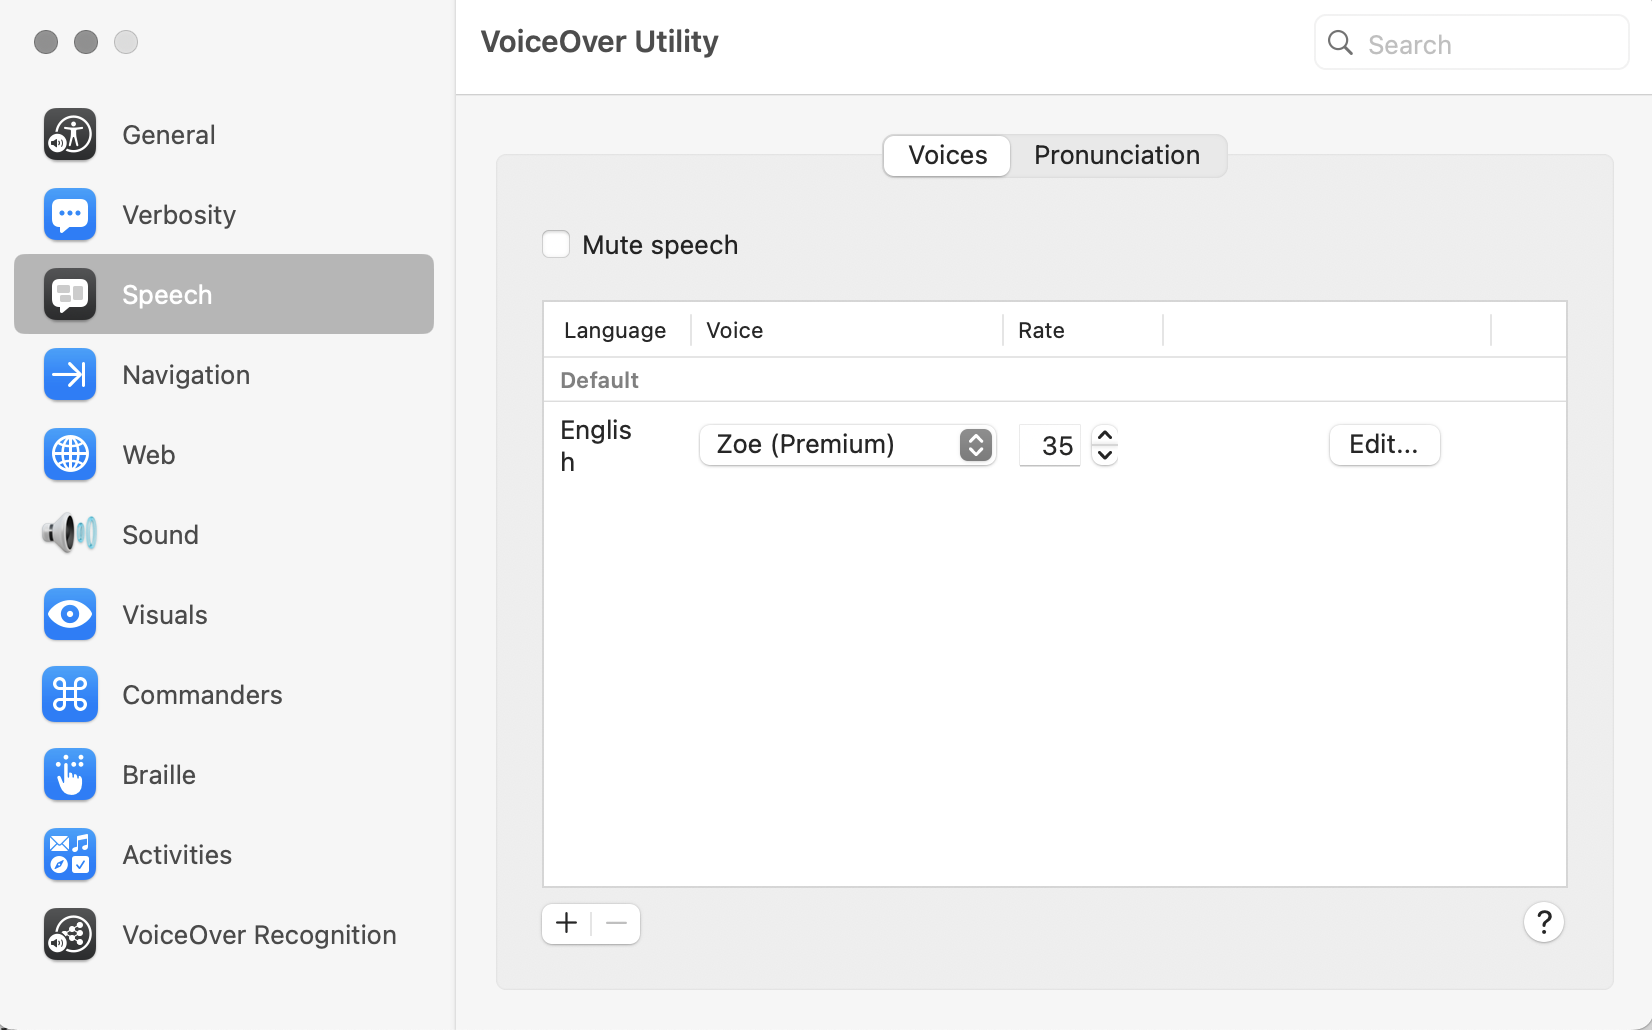 VoiceOver Utility
Search
General
Verbosity
Speech
Navigation
Web
Sound
Visuals
Commanders
Braille
Activities
VoiceOver Recognition
Voices Pronunciation
Mute speech
Language Voice Rate
Default
Englis
h
Zoe (Premium) 35 Edit...
+ −
?